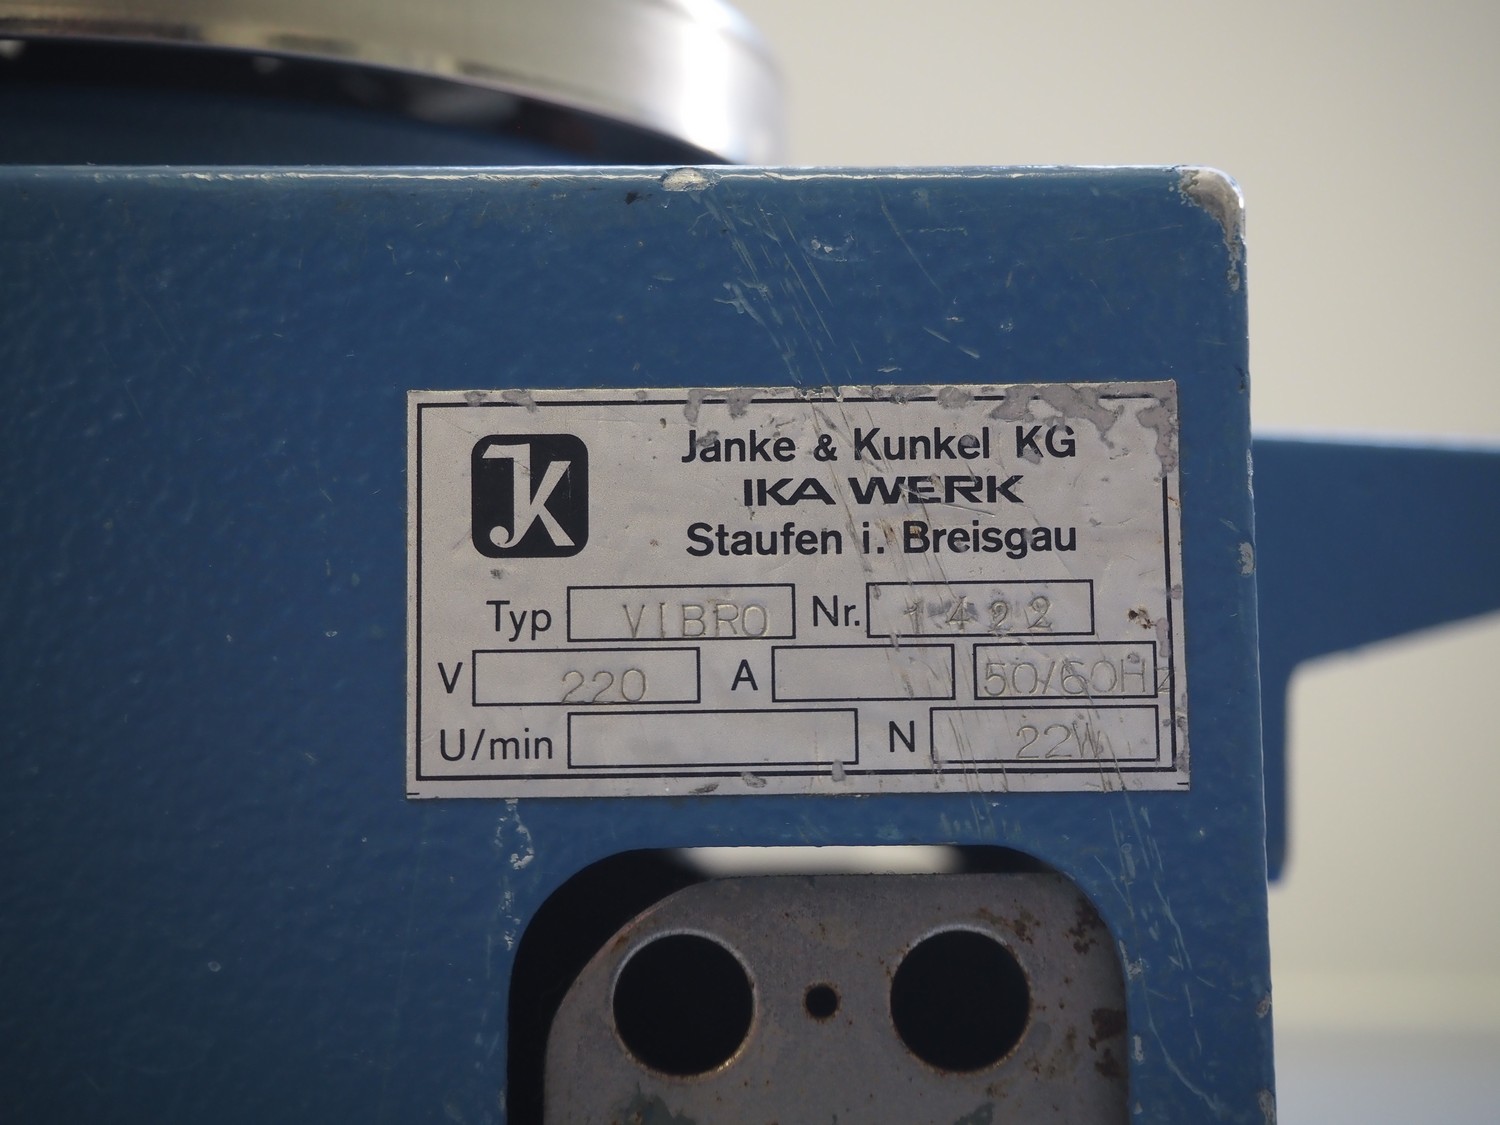 JK
Janke & Kunkel KG
IKA WERK
Staufen i. Breisgau
Typ VIBRO Nr. 1422
V 220 A 50/60Hz
U/min N 22W